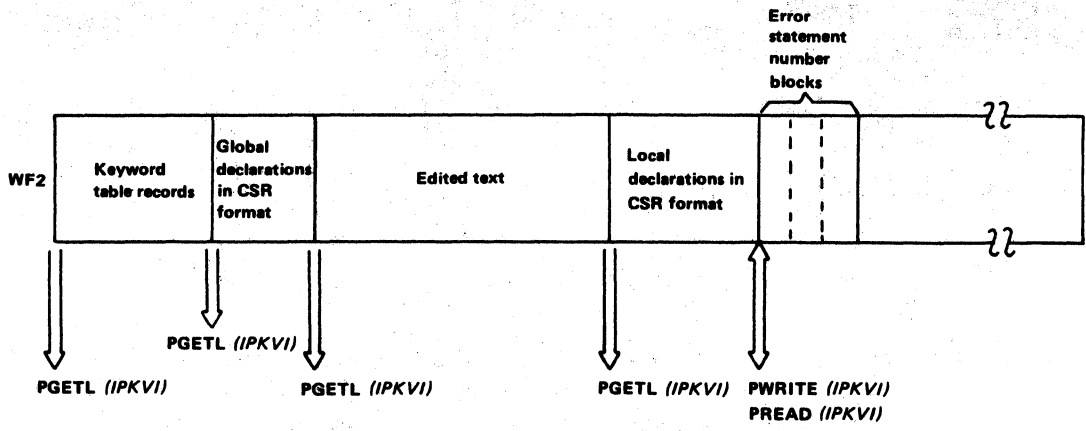 Error
statement
number
blocks
WF2
Keyword
table records
Global
declarations
in CSR
format
Edited text
Local
declarations in
CSR format
PGETL (IPKVI)
PGETL (IPKVI)
PGETL (IPKVI)
PGETL (IPKVI)
PWRITE (IPKVI)
PREAD (IPKVI)